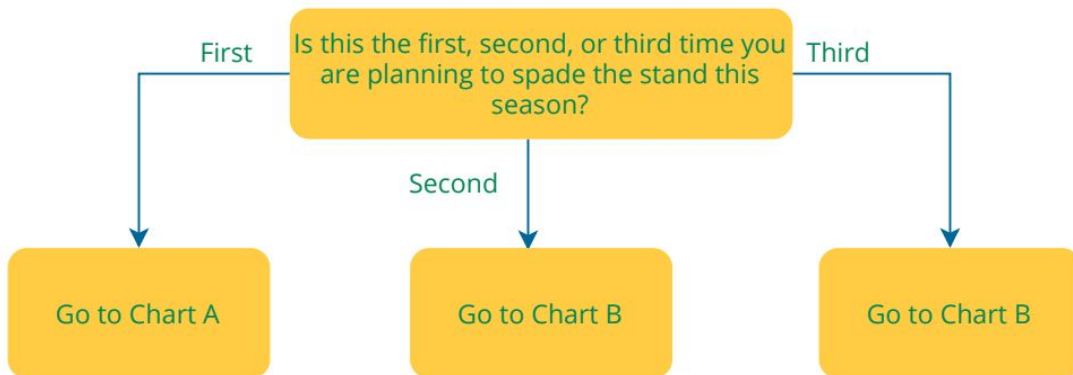 First
Is this the first, second, or third time you
are planning to spade the stand this
season?
Third
Second
Go to Chart A
Go to Chart B
Go to Chart B